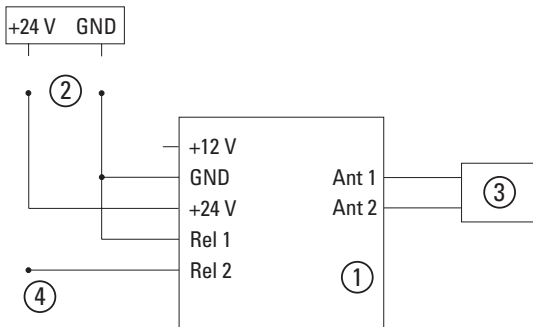 +24 V GND
2
+12 V
GND
Ant 1
3
+24 V
Ant 2
Rel 1
Rel 2
1
4